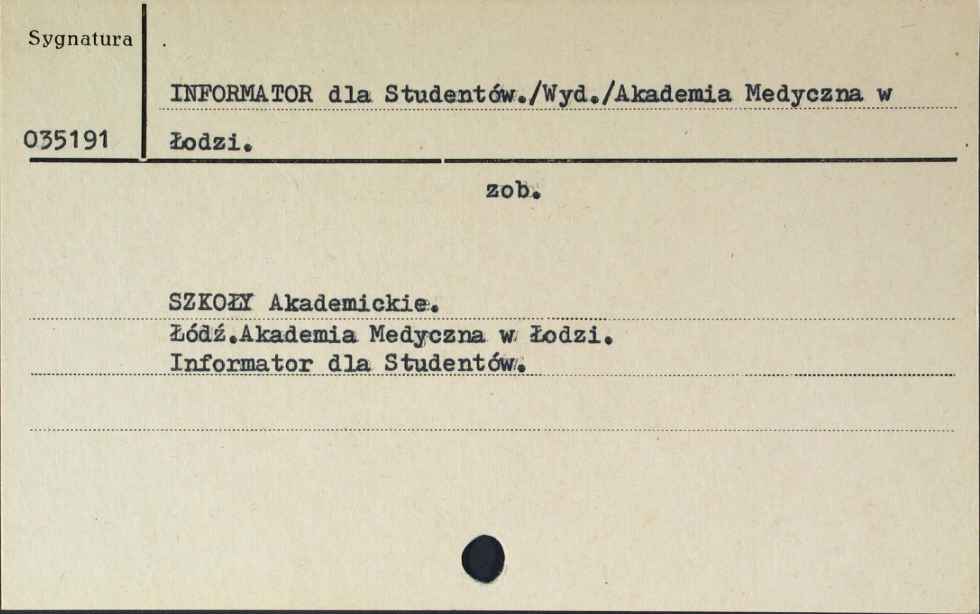 Sygnatura
INFORMATOR dla Studentów./Wyd./Akademia Medyczna w
035191
Łodzi.
zob.
SZKOŁY Akademickie.
Łódź.Akademia Medyczna w Łodzi.
Informator dla Studentów.